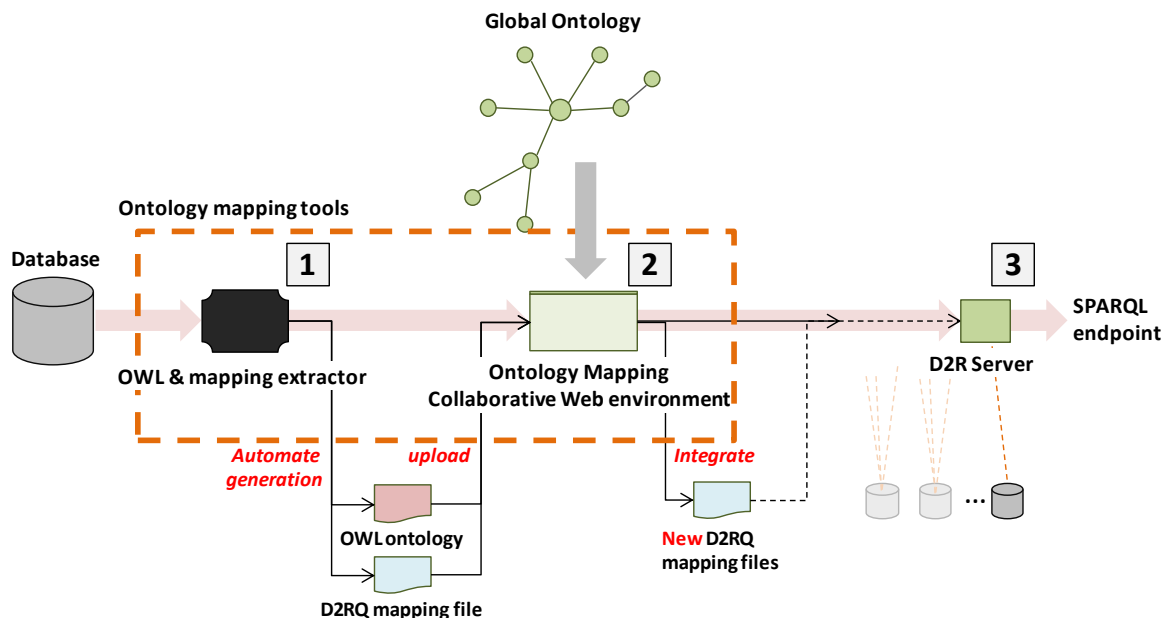 Global Ontology
Ontology mapping tools
Database
1
2
3
SPARQL
endpoint
OWL & mapping extractor
Ontology Mapping
Collaborative Web environment
D2R Server
Automate
generation
upload
Integrate
...
OWL ontology
New D2RQ
mapping files
D2RQ mapping file